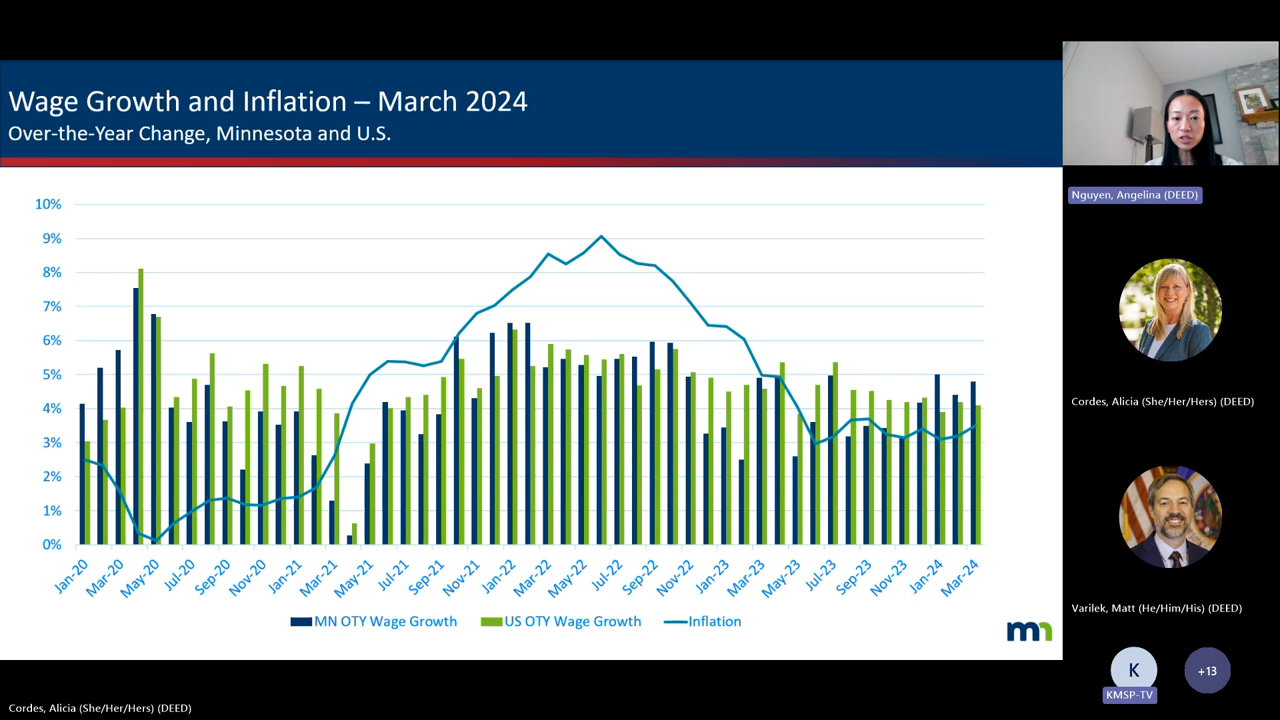 Wage Growth and Inflation – March 2024
Over-the-Year Change, Minnesota and U.S.
10%
9%
8%
7%
6%
5%
4%
3%
2%
1%
0%
Jan-20
Mar-20
May-20
Jul-20
Sep-20
Nov-20
Jan-21
Mar-21
May-21
Jul-21
Sep-21
Nov-21
Jan-22
Mar-22
May-22
Jul-22
Sep-22
Nov-22
Jan-23
Mar-23
May-23
Jul-23
Sep-23
Nov-23
Jan-24
Mar-24
MN OTY Wage Growth
US OTY Wage Growth
Inflation
mn
Nguyen, Angelina (DEED)
Cordes, Alicia (She/Her/Hers) (DEED)
Varilek, Matt (He/Him/His) (DEED)
K
KMSP-TV
+13
Cordes, Alicia (She/Her/Hers) (DEED)